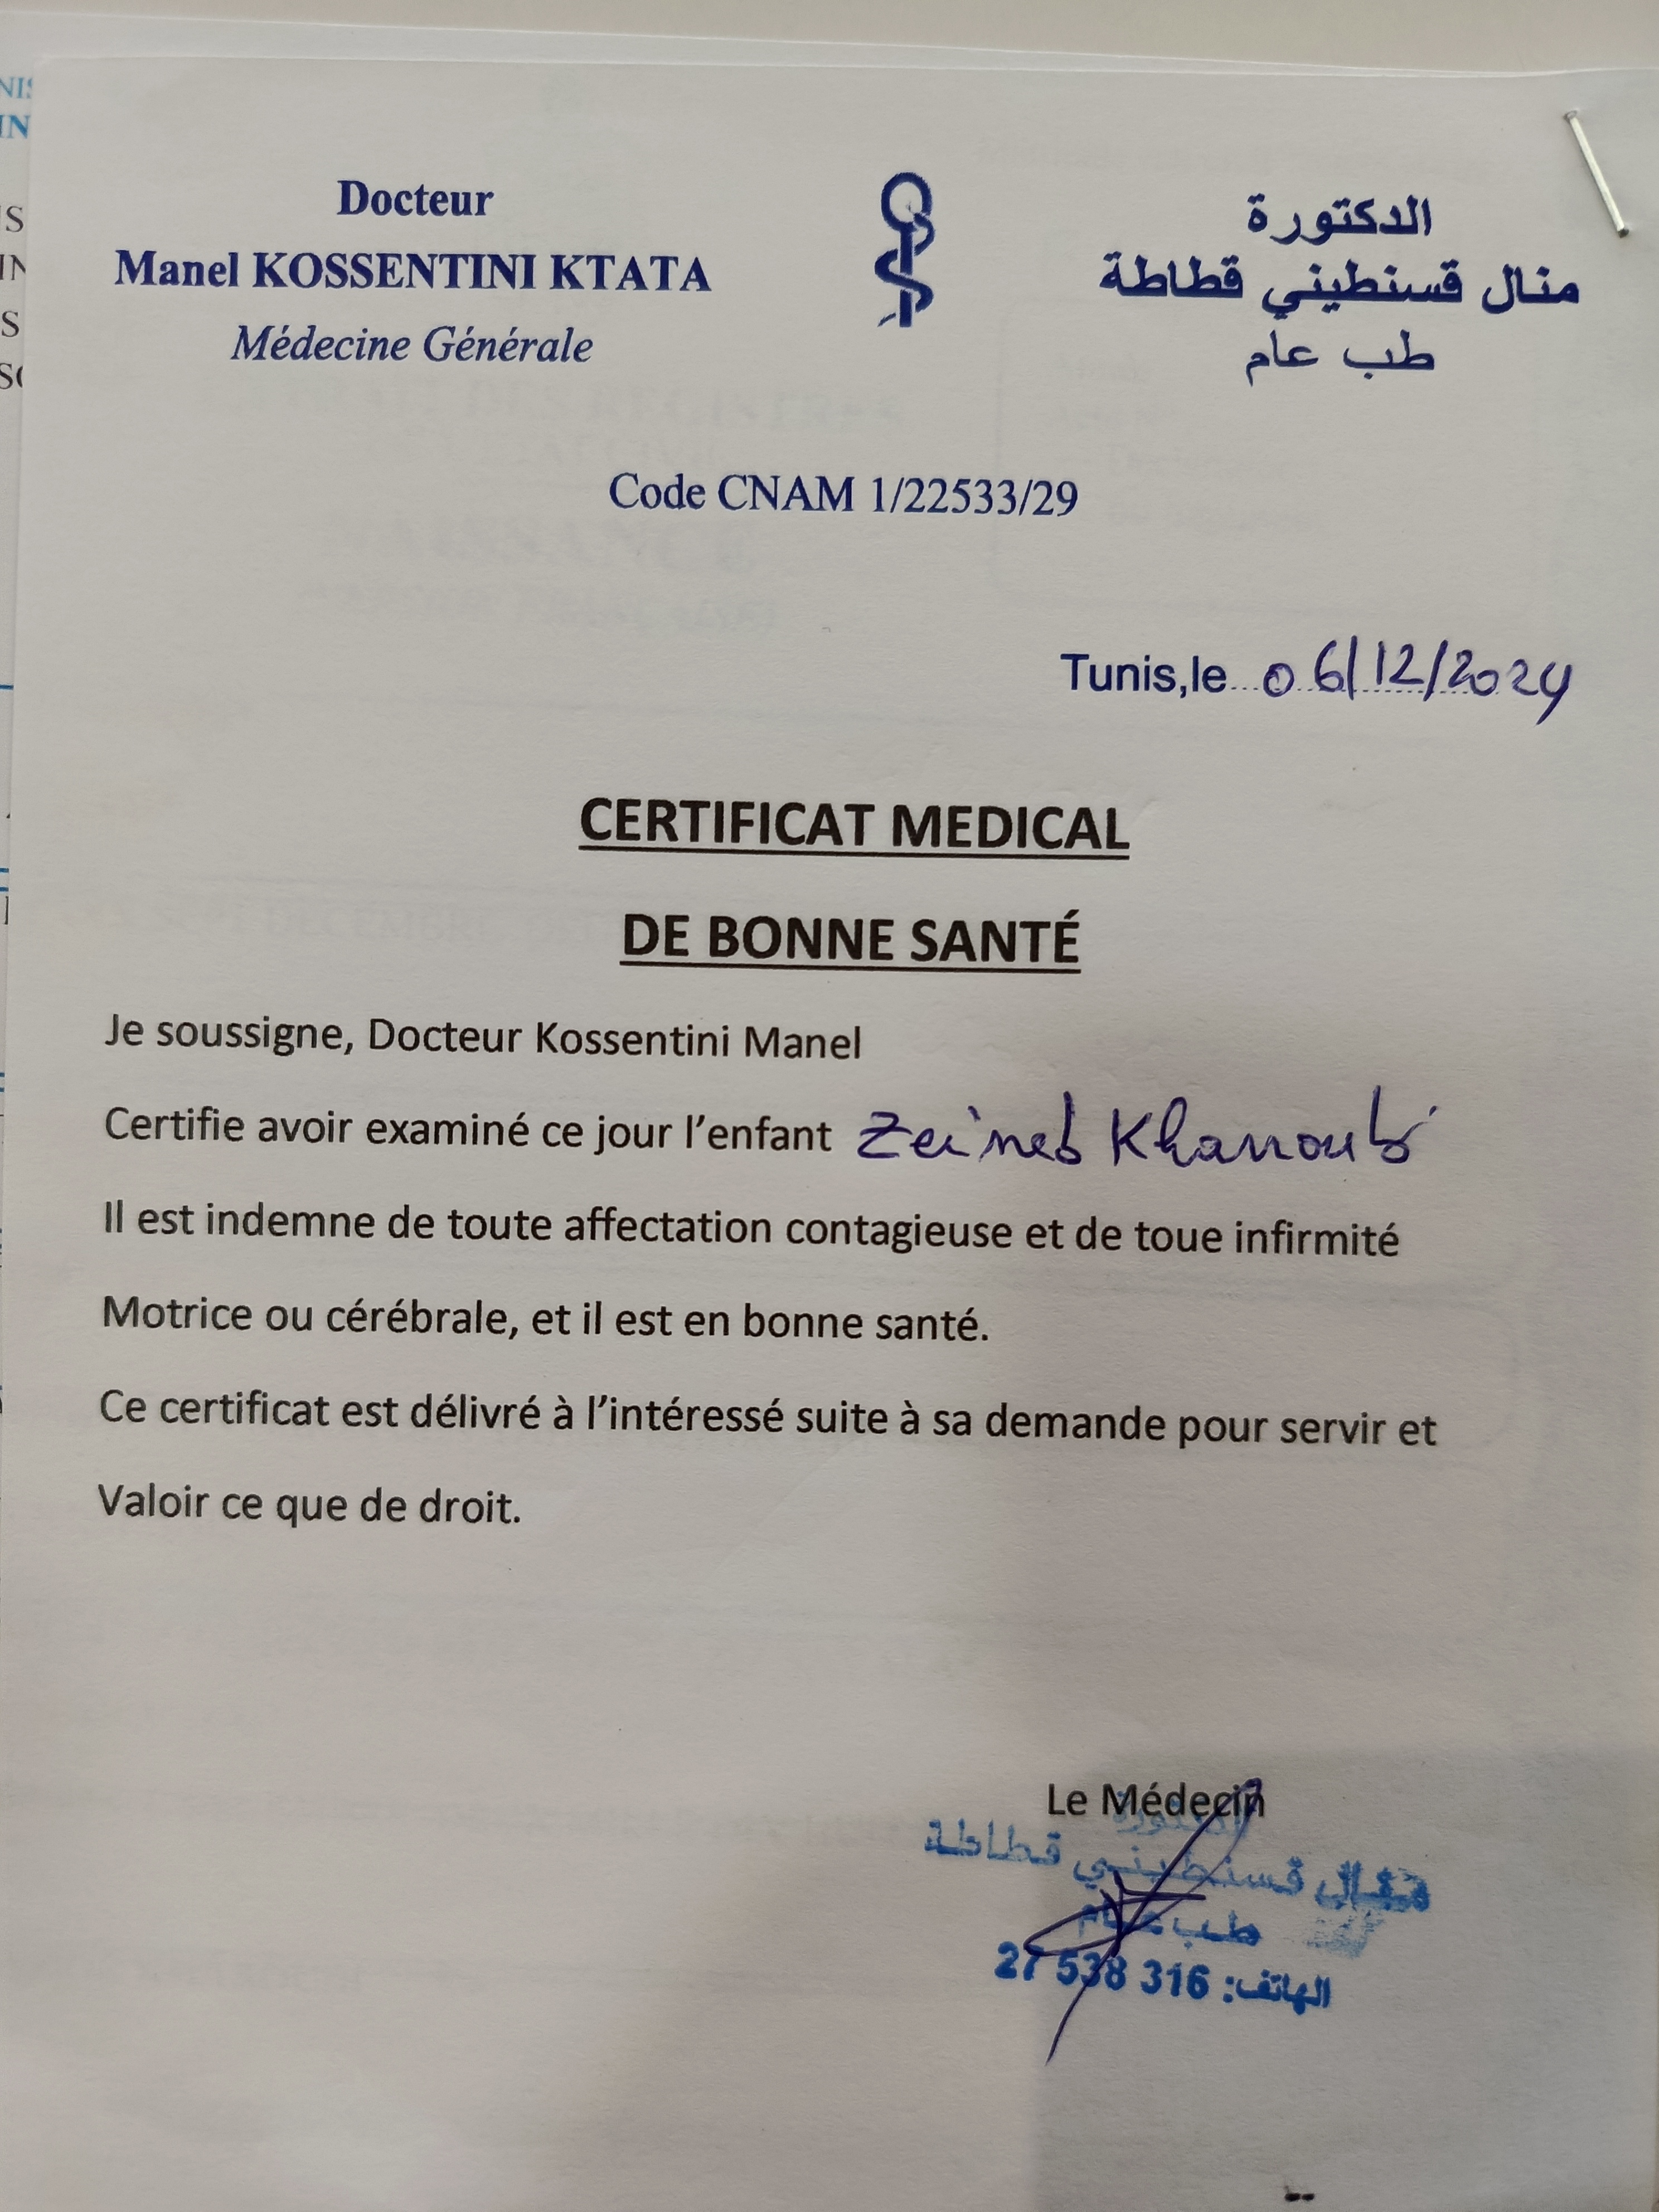 Docteur
Manel KOSSENTINI KTATA
Médecine Générale
الدكتورة
منال قسنطيني قطاطة
طب عام
Code CNAM 1/22533/29
Tunis,le 06/12/2024
CERTIFICAT MEDICAL
DE BONNE SANTÉ
Je soussigne, Docteur Kossentini Manel
Certifie avoir examiné ce jour l'enfant Zeineb Khanoubi
Il est indemne de toute affectation contagieuse et de toue infirmité
Motrice ou cérébrale, et il est en bonne santé.
Ce certificat est délivré à l'intéressé suite à sa demande pour servir et
Valoir ce que de droit.
Le Médecin
الدكتورة
منال قسنطيني قطاطة
طب عام
الهاتف: 27 538 316